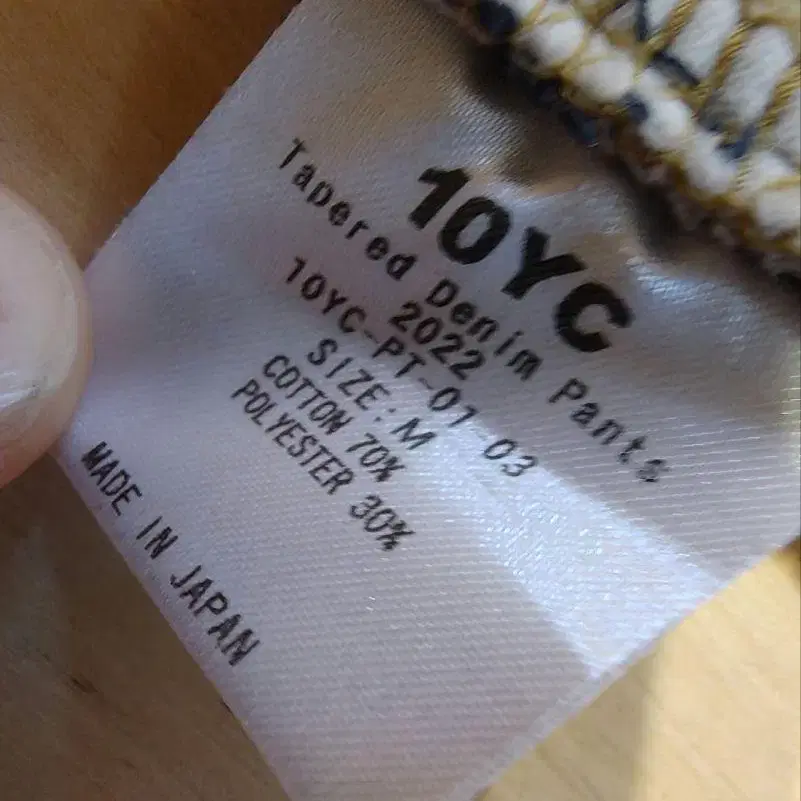 10YC
Tapered Denim Pants
2022
10YC-PT-01-03
SIZE:M
COTTON 70%
POLYESTER 30%
MADE IN JAPAN